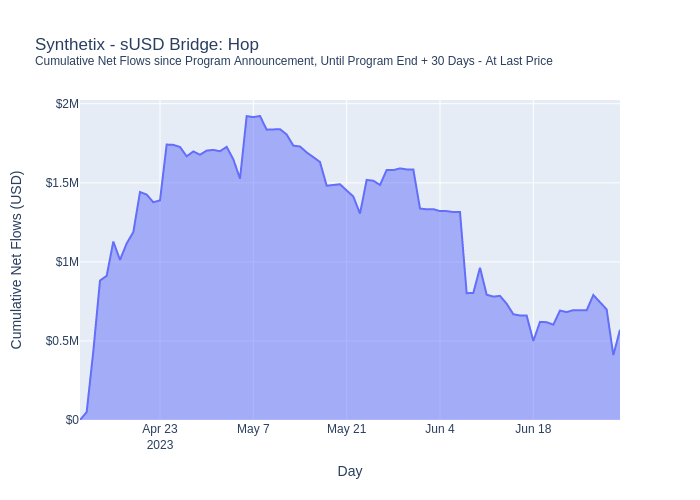 Synthetix - sUSD Bridge: Hop
Cumulative Net Flows since Program Announcement, Until Program End + 30 Days - At Last Price
Cumulative Net Flows (USD)
$2M
$1.5M
$1M
$0.5M
$0
Apr 23
2023
May 7
May 21
Jun 4
Jun 18
Day